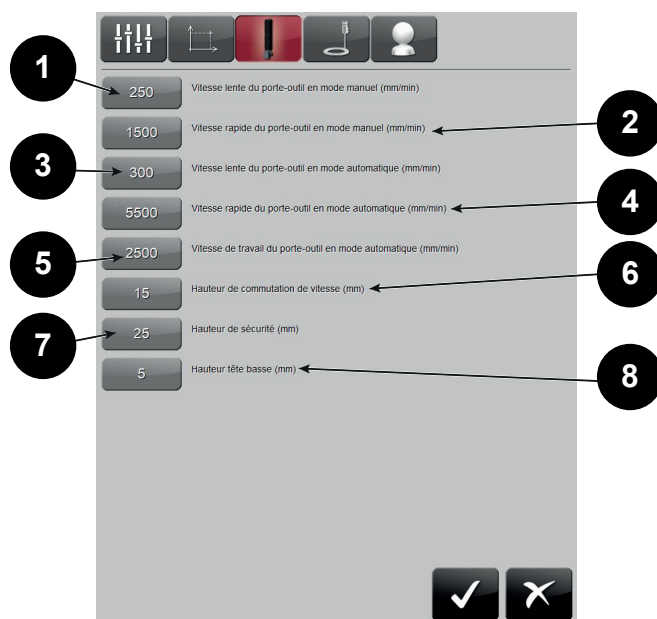 1
250 Vitesse lente du porte-outil en mode manuel (mm/min)
1500 Vitesse rapide du porte-outil en mode manuel (mm/min)
2
3
300 Vitesse lente du porte-outil en mode automatique (mm/min)
5500 Vitesse rapide du porte-outil en mode automatique (mm/min)
4
5
2500 Vitesse de travail du porte-outil en mode automatique (mm/min)
15 Hauteur de commutation de vitesse (mm)
6
7
25 Hauteur de sécurité (mm)
5 Hauteur tête basse (mm)
8